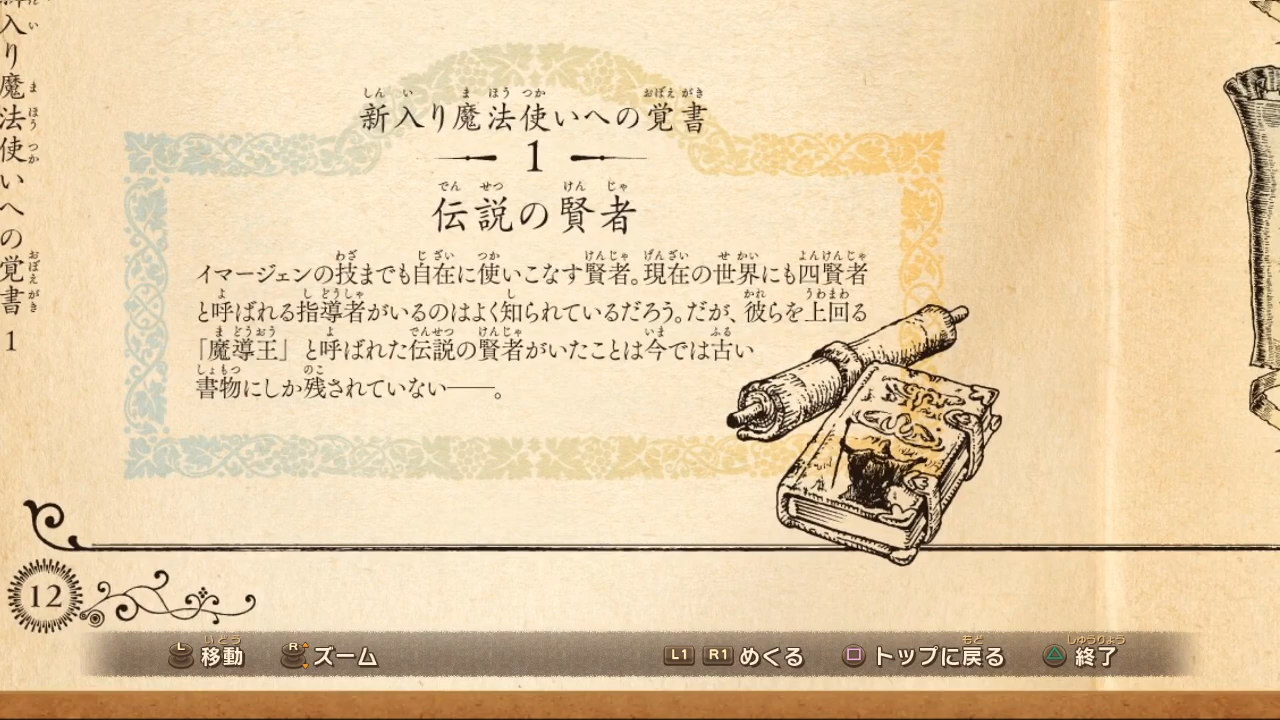 新入り魔法使いへの覚書 1
新入り魔法使いへの覚書
1
伝説の賢者
イマージェンの技までも自在に使いこなす賢者。現在の世界にも四賢者
と呼ばれる指導者がいるのはよく知られているだろう。だが、彼らを上回る
「魔導王」と呼ばれた伝説の賢者がいたことは今では古い
書物にしか残されていない――。
12
L 移動 R ズーム L1 R1 めくる トップに戻る 終了